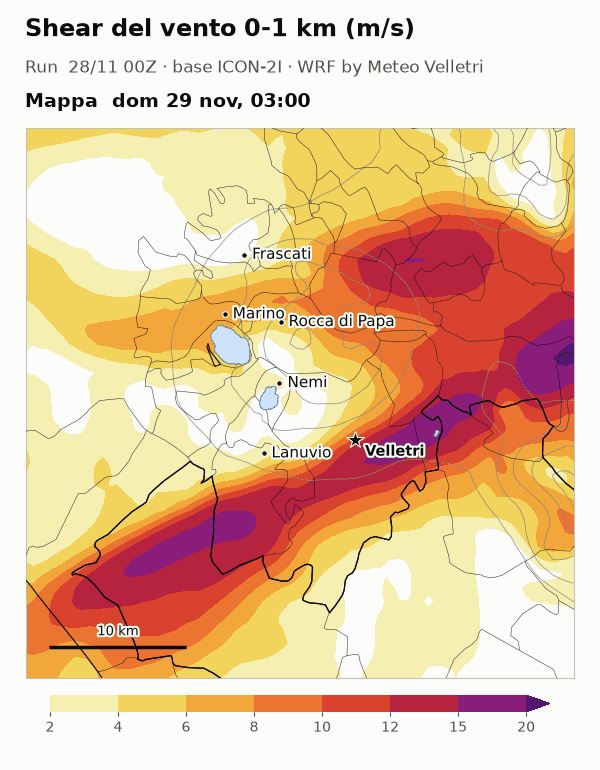 Shear del vento 0-1 km (m/s)
Run  28/11 00Z · base ICON-2I · WRF by Meteo Velletri
Mappa  dom 29 nov, 03:00
Frascati
Marino
Rocca di Papa
Nemi
Velletri
Lanuvio
10 km
2 4 6 8 10 12 15 20